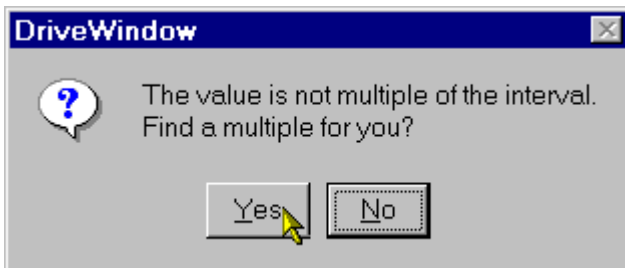 DriveWindow
The value is not multiple of the interval.
Find a multiple for you?
Yes No